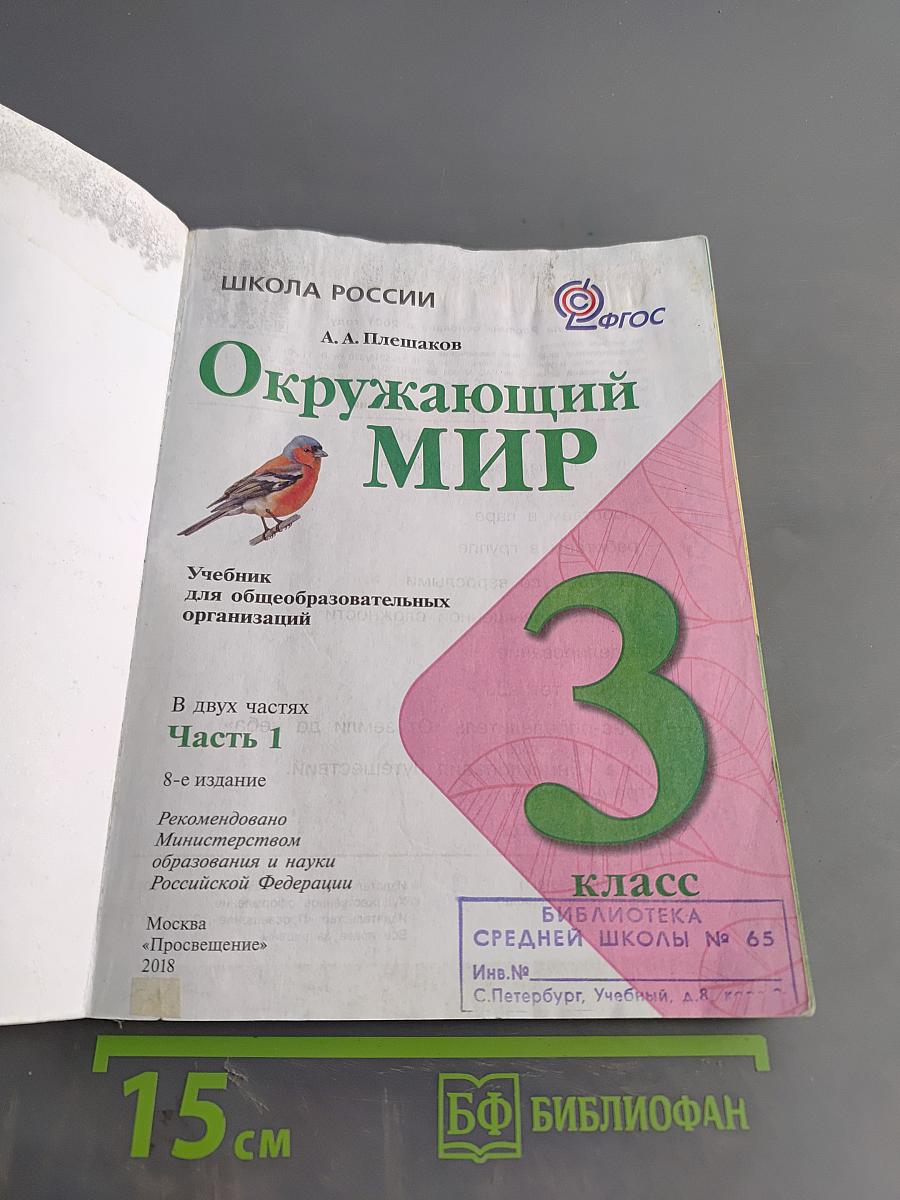 ШКОЛА РОССИИ
ФГОС
А. А. Плешаков
Окружающий
МИР
Учебник
для общеобразовательных
организаций
3
класс
В двух частях
Часть 1
8-е издание
Рекомендовано
Министерством
образования и науки
Российской Федерации
Москва
«Просвещение»
2018
БИБЛИОТЕКА
СРЕДНЕЙ ШКОЛЫ № 65
Инв.№
С.Петербург, Учебный, д.8
15 см
БФ БИБЛИОФАН